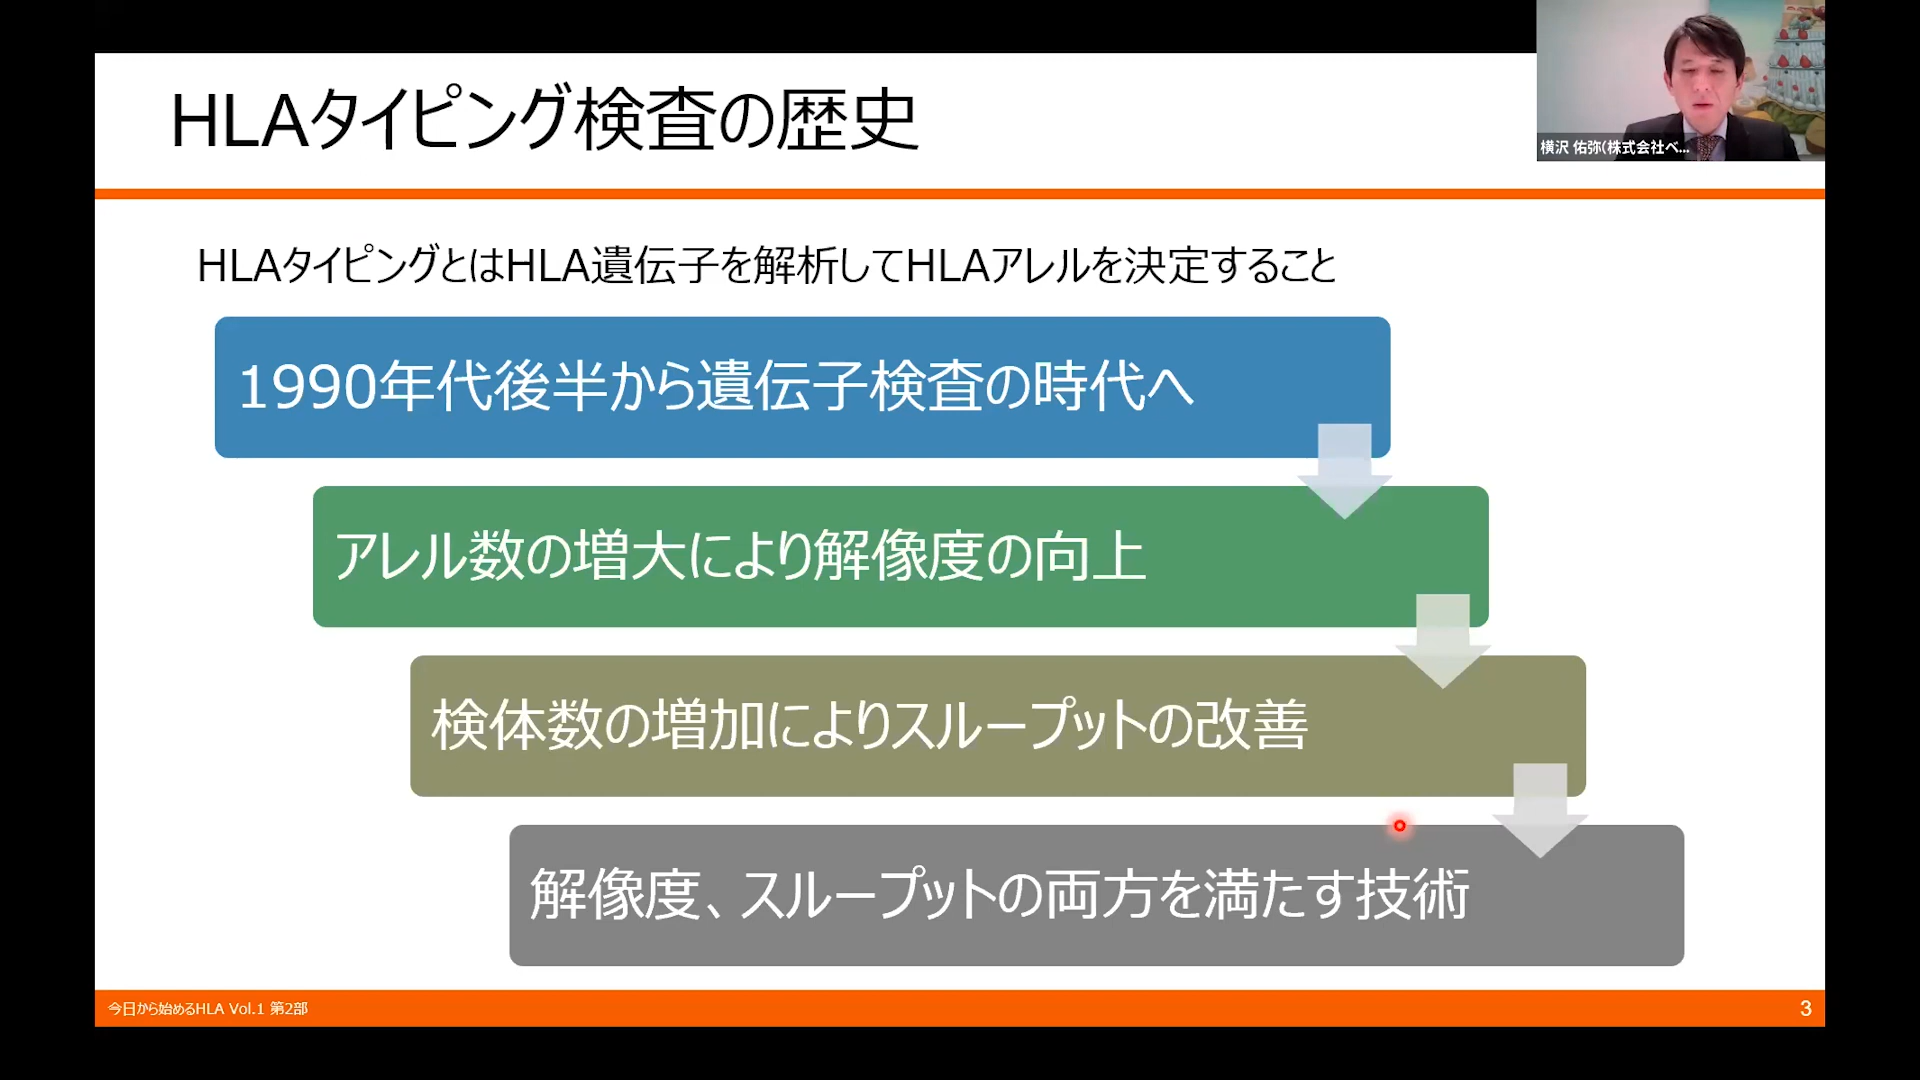 HLAタイピング検査の歴史
横沢 佑弥(株式会社ベ...
HLAタイピングとはHLA遺伝子を解析してHLAアレルを決定すること
1990年代後半から遺伝子検査の時代へ
アレル数の増大により解像度の向上
検体数の増加によりスループットの改善
解像度、スループットの両方を満たす技術
今日から始めるHLA Vol.1 第2部
3